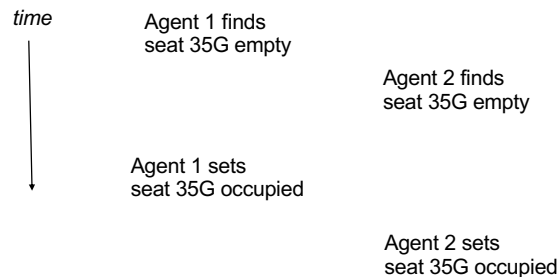 time
Agent 1 finds
seat 35G empty
Agent 2 finds
seat 35G empty
Agent 1 sets
seat 35G occupied
Agent 2 sets
seat 35G occupied